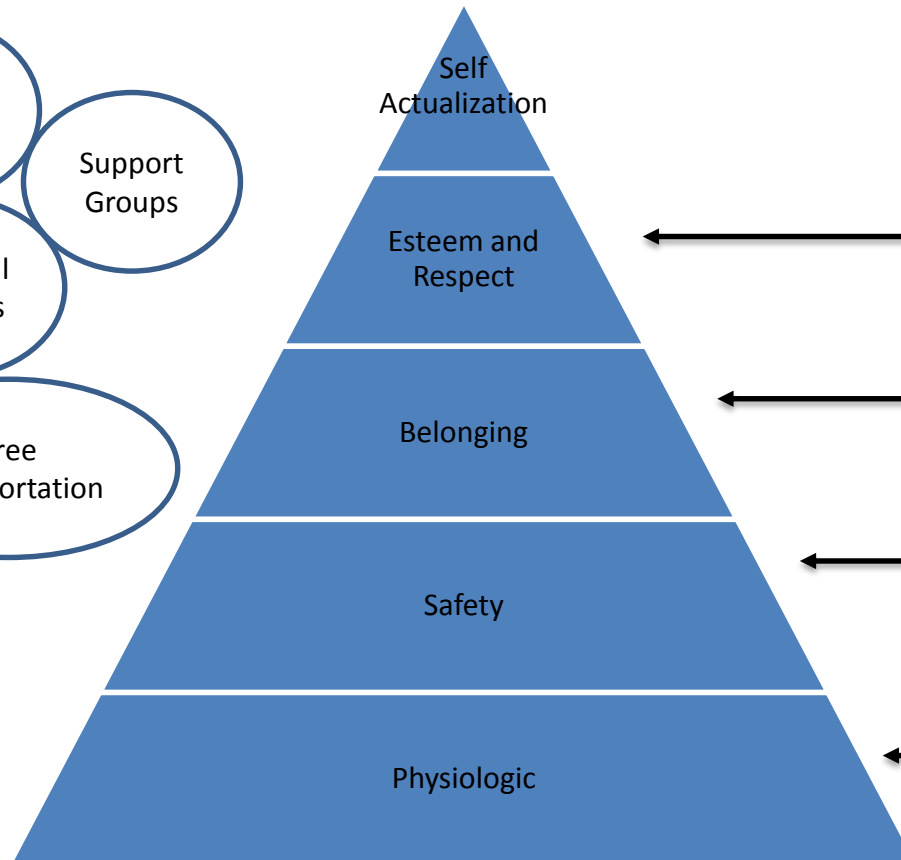 Self
Actualization
Support
Groups
Esteem and
Respect
Belonging
Safety
Physiologic